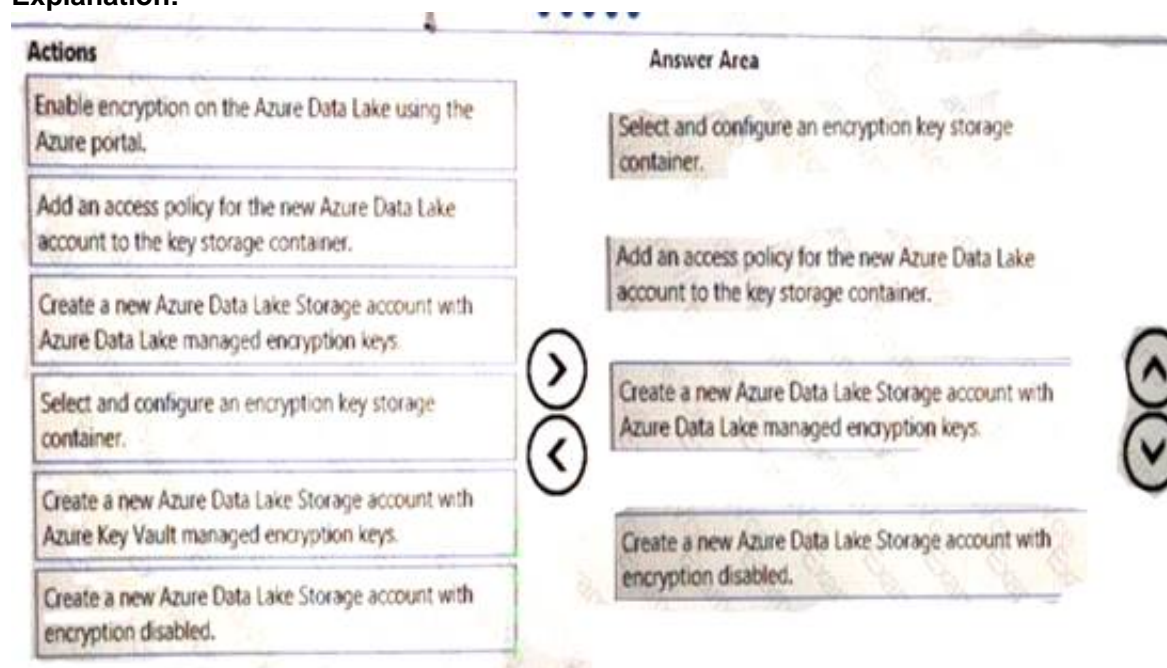 Explanation:
Actions
Enable encryption on the Azure Data Lake using the
Azure portal.
Add an access policy for the new Azure Data Lake
account to the key storage container.
Create a new Azure Data Lake Storage account with
Azure Data Lake managed encryption keys.
Select and configure an encryption key storage
container.
Create a new Azure Data Lake Storage account with
Azure Key Vault managed encryption keys.
Create a new Azure Data Lake Storage account with
encryption disabled.
Answer Area
Select and configure an encryption key storage
container.
Add an access policy for the new Azure Data Lake
account to the key storage container.
Create a new Azure Data Lake Storage account with
Azure Data Lake managed encryption keys.
Create a new Azure Data Lake Storage account with
encryption disabled.